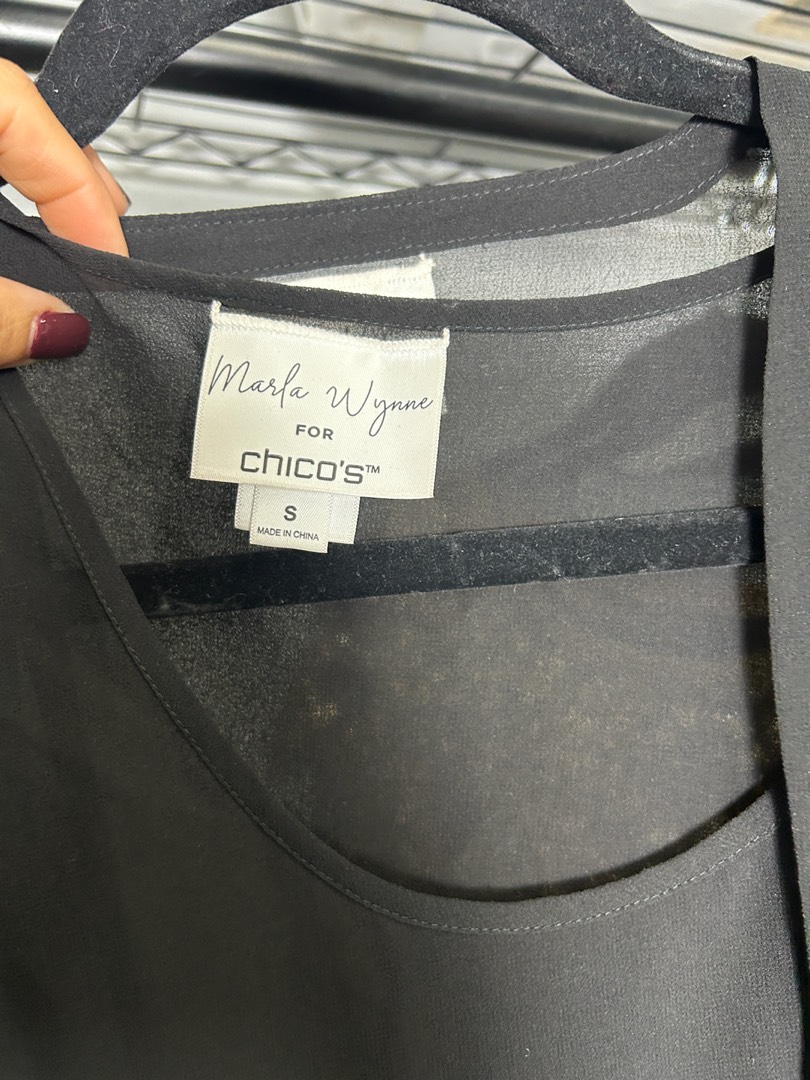 Marla Wynne
FOR
chico's™
S
MADE IN CHINA